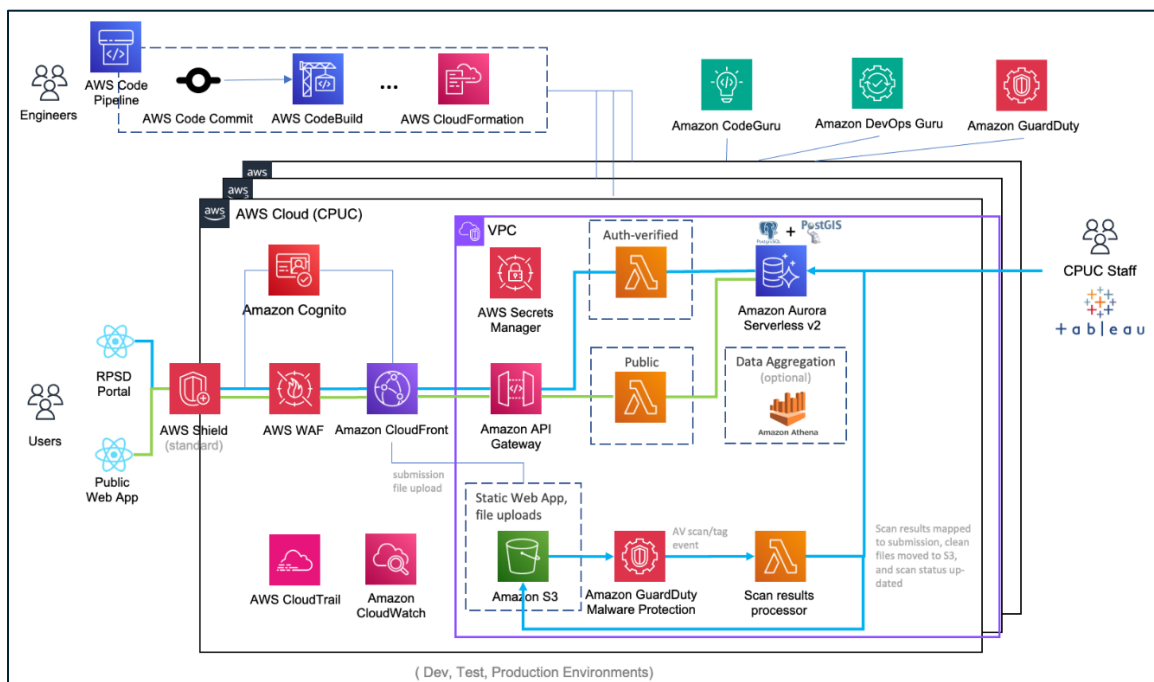 Engineers
AWS Code
Pipeline
AWS Code Commit
AWS CodeBuild
...
AWS CloudFormation
Amazon CodeGuru
Amazon DevOps Guru
Amazon GuardDuty
aws
aws
aws
AWS Cloud (CPUC)
VPC
Amazon Cognito
AWS Secrets
Manager
Auth-verified
PostgreSQL
+
PostGIS
Amazon Aurora
Serverless v2
CPUC Staff
+ableau
RPSD
Portal
Users
Public
Web App
AWS Shield
(standard)
AWS WAF
Amazon CloudFront
Amazon API
Gateway
Public
Data Aggregation
(optional)
Amazon Athena
submission
file upload
Static Web App,
file uploads
Amazon S3
AV scan/tag
event
Amazon GuardDuty
Malware Protection
Scan results
processor
Scan results mapped
to submission, clean
files moved to S3,
and scan status up-
dated
AWS CloudTrail
Amazon
CloudWatch
( Dev, Test, Production Environments)